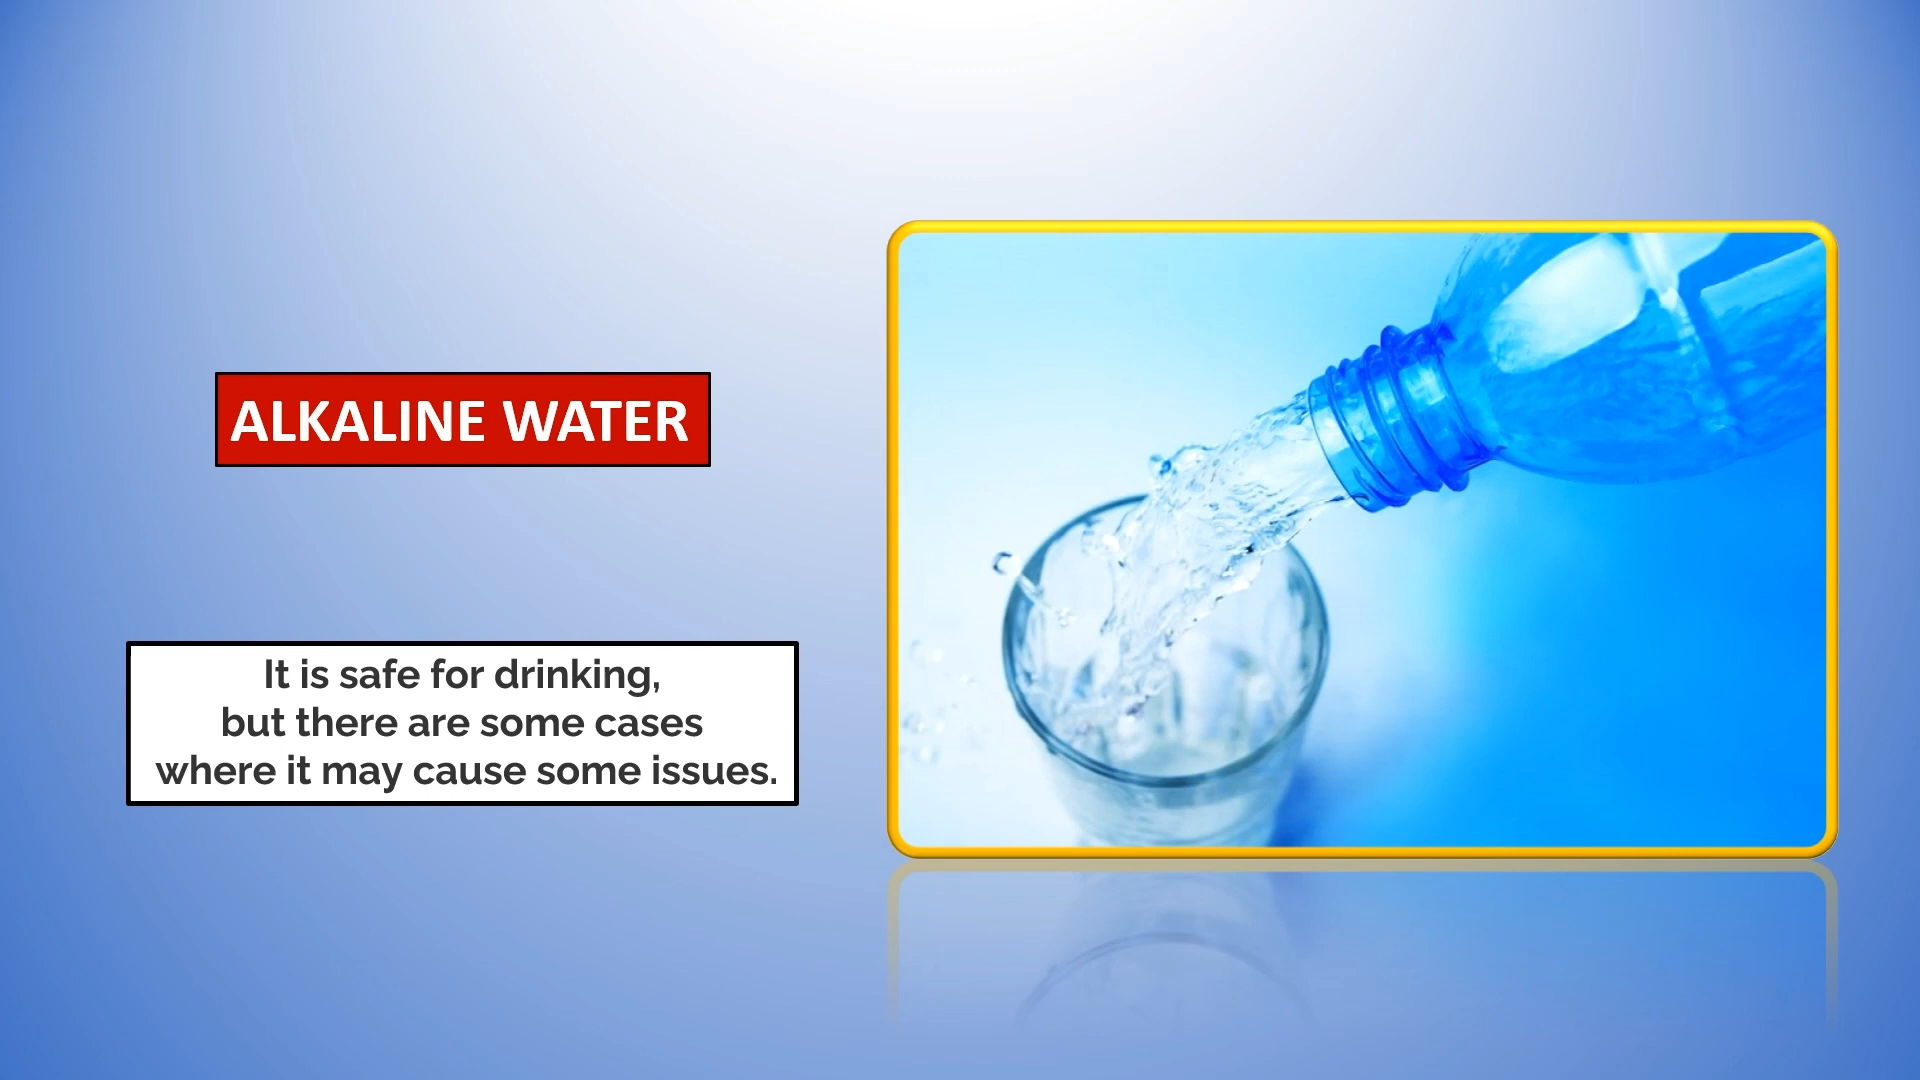 ALKALINE WATER
It is safe for drinking,
but there are some cases
where it may cause some issues.